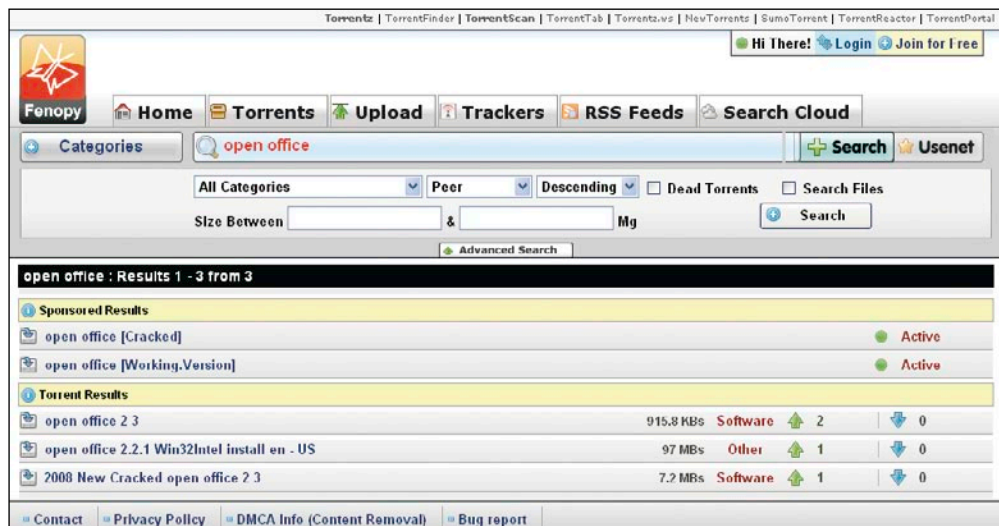 Torrentz | TorrentFinder | TorrentScan | TorrentTab | Torrentz.ws | NewTorrents | SumoTorrent | TorrentReactor | TorrentPortal
Hi There! Login Join for Free
Fenopy
Home Torrents Upload Trackers RSS Feeds Search Cloud
Categories open office Search Usenet
All Categories Peer Descending Dead Torrents Search Files
SIze Between & Mg Search
Advanced Search
open office : Results 1 - 3 from 3
Sponsored Results
open office [Cracked] Active
open office [Working.Version] Active
Torrent Results
open office 2 3 915.8 KBs Software 2 0
open office 2.2.1 Win32Intel install en - US 97 MBs Other 1 0
2008 New Cracked open office 2 3 7.2 MBs Software 1 0
Contact Privacy Policy DMCA Info (Content Removal) Bug report